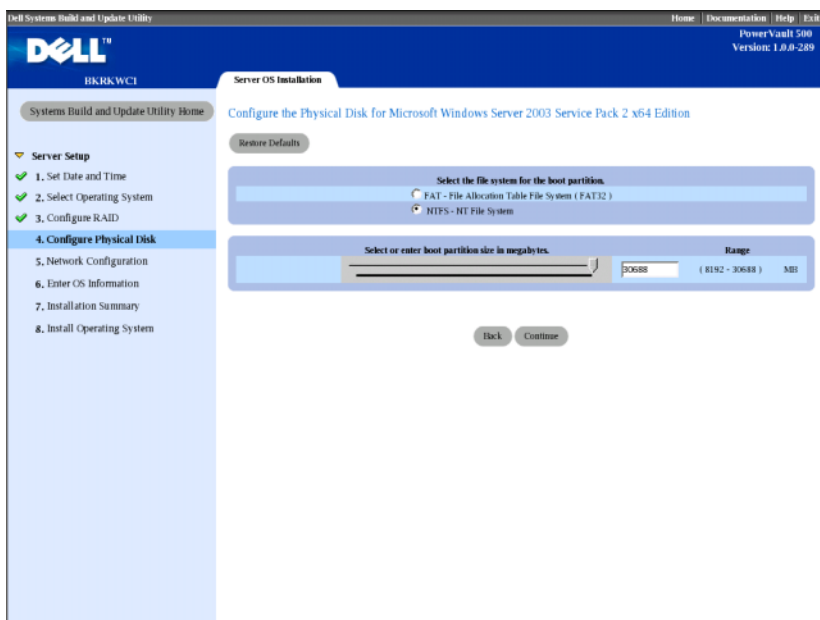 Dell Systems Build and Update Utility
Home | Documentation | Help | Exit
DELL™
PowerVault 500
Version: 1.0.0-289
BKRKWC1
Server OS Installation
Systems Build and Update Utility Home
Configure the Physical Disk for Microsoft Windows Server 2003 Service Pack 2 x64 Edition
Restore Defaults
Server Setup
1. Set Date and Time
2. Select Operating System
3. Configure RAID
4. Configure Physical Disk
5. Network Configuration
6. Enter OS Information
7. Installation Summary
8. Install Operating System
Select the file system for the boot partition.
FAT - File Allocation Table File System ( FAT32 )
NTFS - NT File System
Select or enter boot partition size in megabytes.
Range
30688
( 8192 - 30688 )
MB
Back
Continue